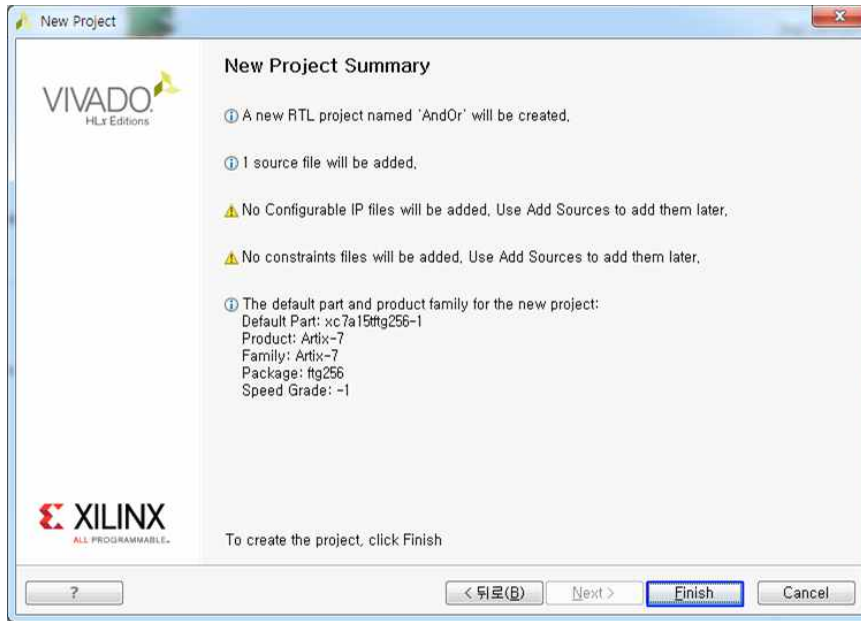 New Project
VIVADO.
HLx Editions
New Project Summary
A new RTL project named 'AndOr' will be created.
1 source file will be added.
No Configurable IP files will be added. Use Add Sources to add them later.
No constraints files will be added. Use Add Sources to add them later.
The default part and product family for the new project:
Default Part: xc7a15tftg256-1
Product: Artix-7
Family: Artix-7
Package: ftg256
Speed Grade: -1
XILINX
ALL PROGRAMMABLE.
To create the project, click Finish
? < 뒤로(B) Next > Finish Cancel